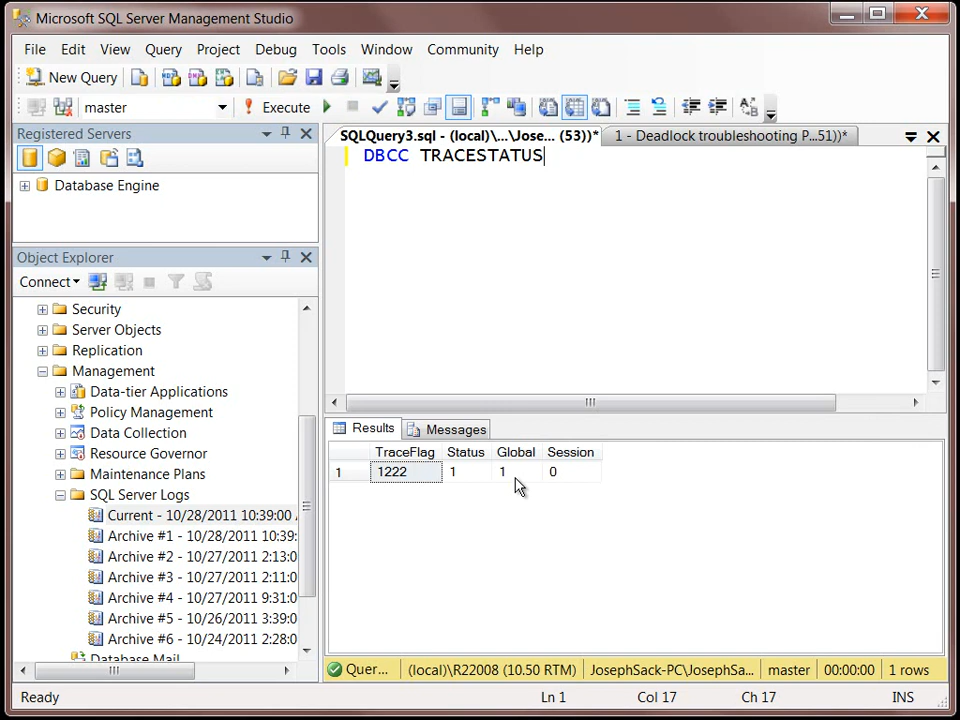 Microsoft SQL Server Management Studio
File Edit View Query Project Debug Tools Window Community Help
New Query
master Execute
Registered Servers
SQLQuery3.sql - (local)\...\Jose... (53))*
1 - Deadlock troubleshooting P...51))*
Database Engine
DBCC TRACESTATUS
Object Explorer
Connect
Security
Server Objects
Replication
Management
Data-tier Applications
Policy Management
Data Collection
Resource Governor
Maintenance Plans
SQL Server Logs
Current - 10/28/2011 10:39:00
Archive #1 - 10/28/2011 10:39:
Archive #2 - 10/27/2011 2:13:0
Archive #3 - 10/27/2011 2:11:0
Archive #4 - 10/27/2011 9:31:0
Archive #5 - 10/26/2011 3:39:0
Archive #6 - 10/24/2011 2:28:0
Database Mail
Results Messages
TraceFlag Status Global Session
1 1222 1 1 0
Quer... (local)\R22008 (10.50 RTM) JosephSack-PC\JosephSa... master 00:00:00 1 rows
Ready Ln 1 Col 17 Ch 17 INS